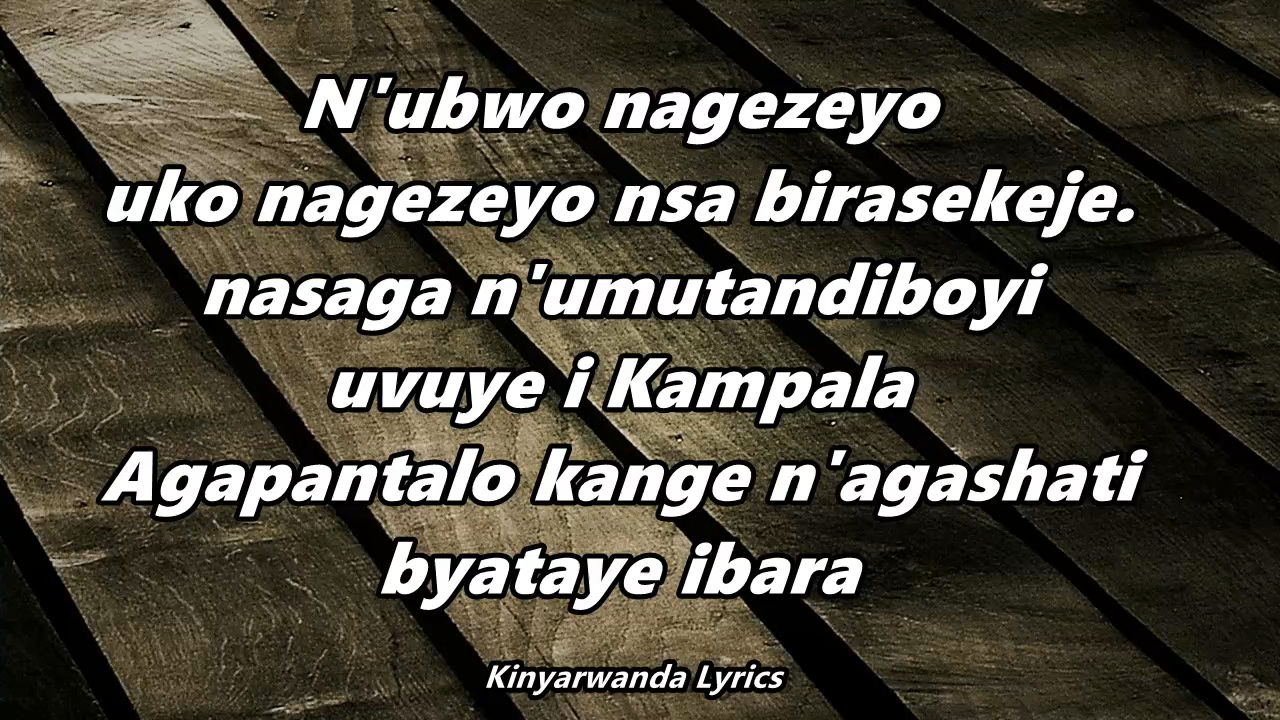 N'ubwo nagezeyo
uko nagezeyo nsa birasekeje.
nasaga n'umutandiboyi
uvuye i Kampala
Agapantalo kange n'agashati
byataye ibara
Kinyarwanda Lyrics